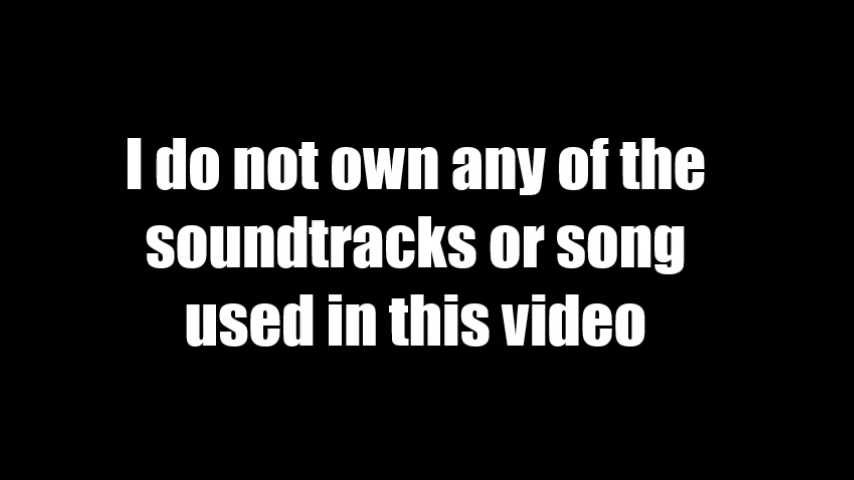 I do not own any of the
soundtracks or song
used in this video